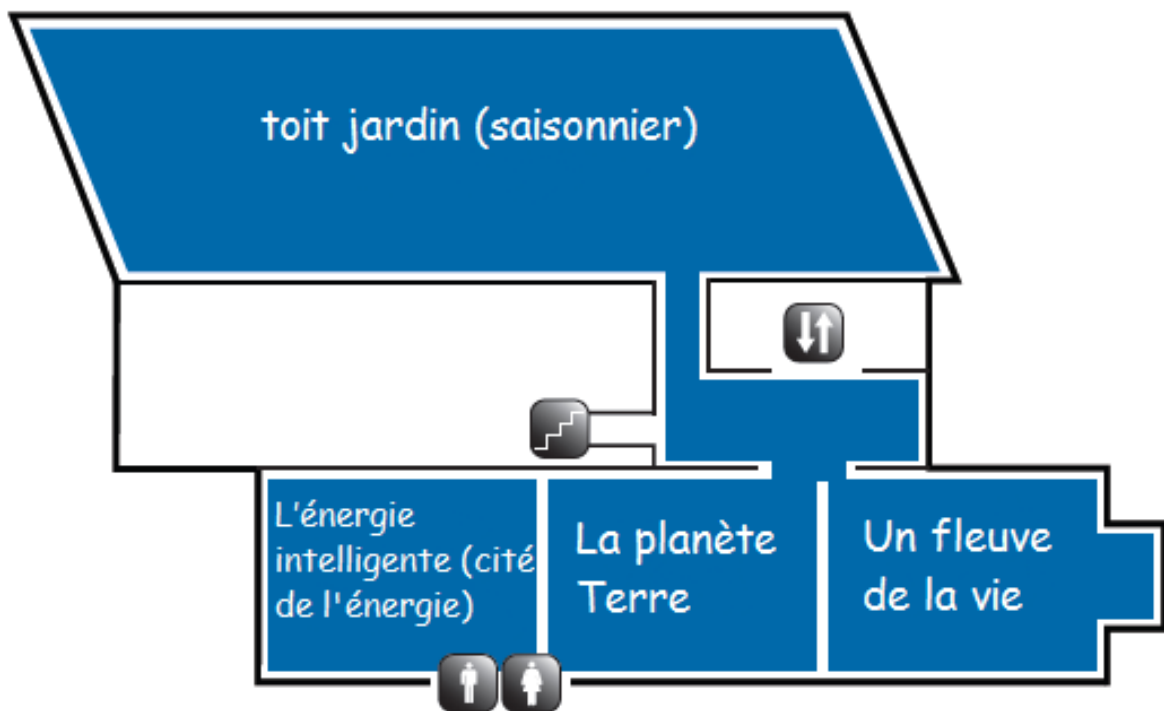 toit jardin (saisonnier)
L'énergie
intelligente (cité
de l'énergie)
La planète
Terre
Un fleuve
de la vie